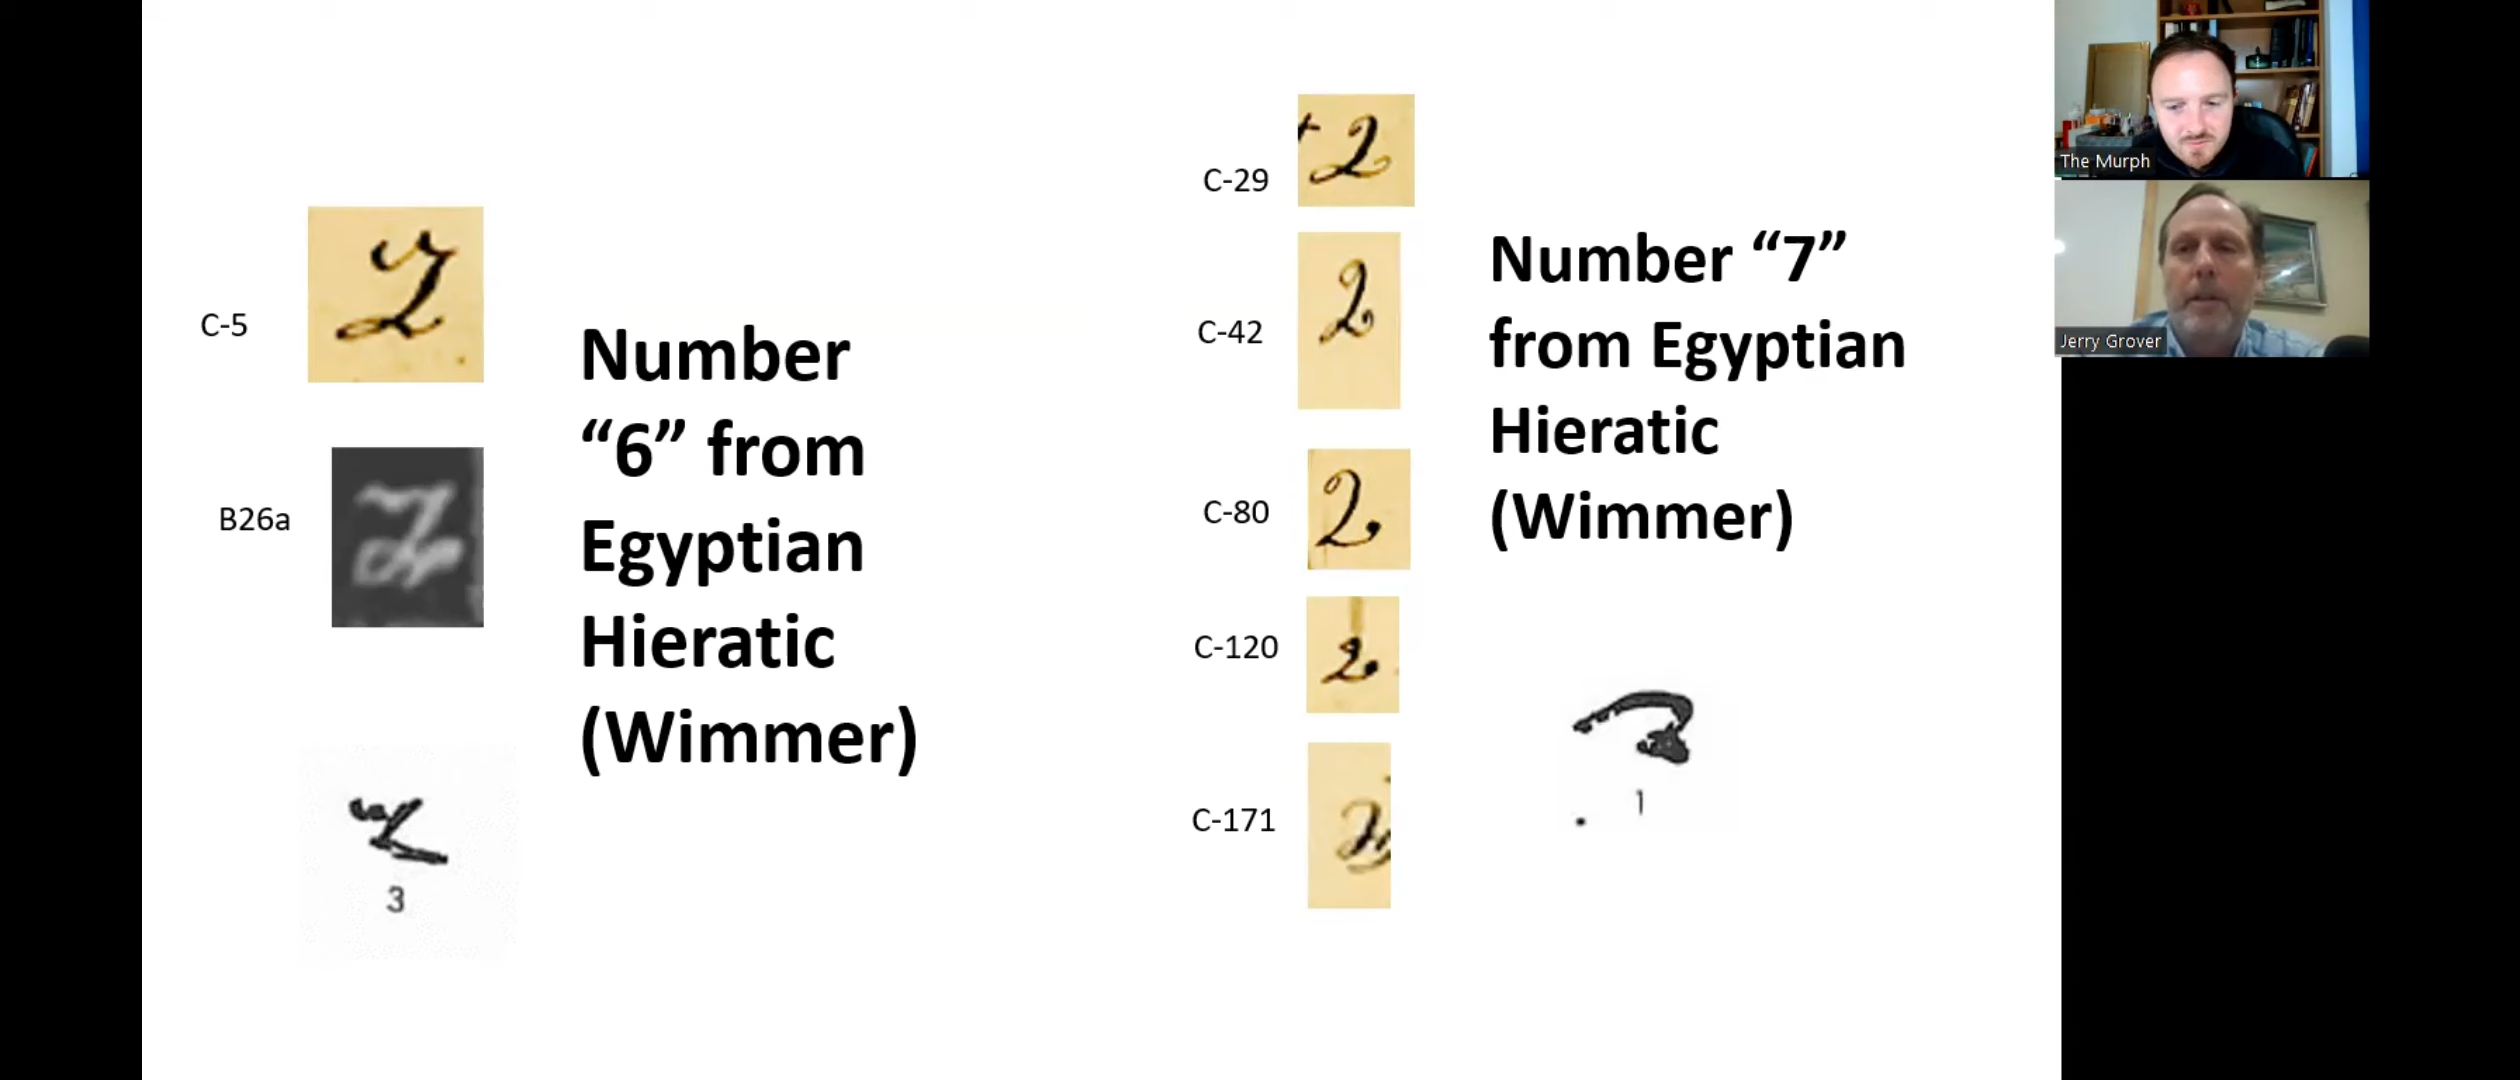 C-5
B26a
3
Number
“6” from
Egyptian
Hieratic
(Wimmer)
C-29
C-42
C-80
C-120
C-171
Number “7”
from Egyptian
Hieratic
(Wimmer)
1
The Murph
Jerry Grover